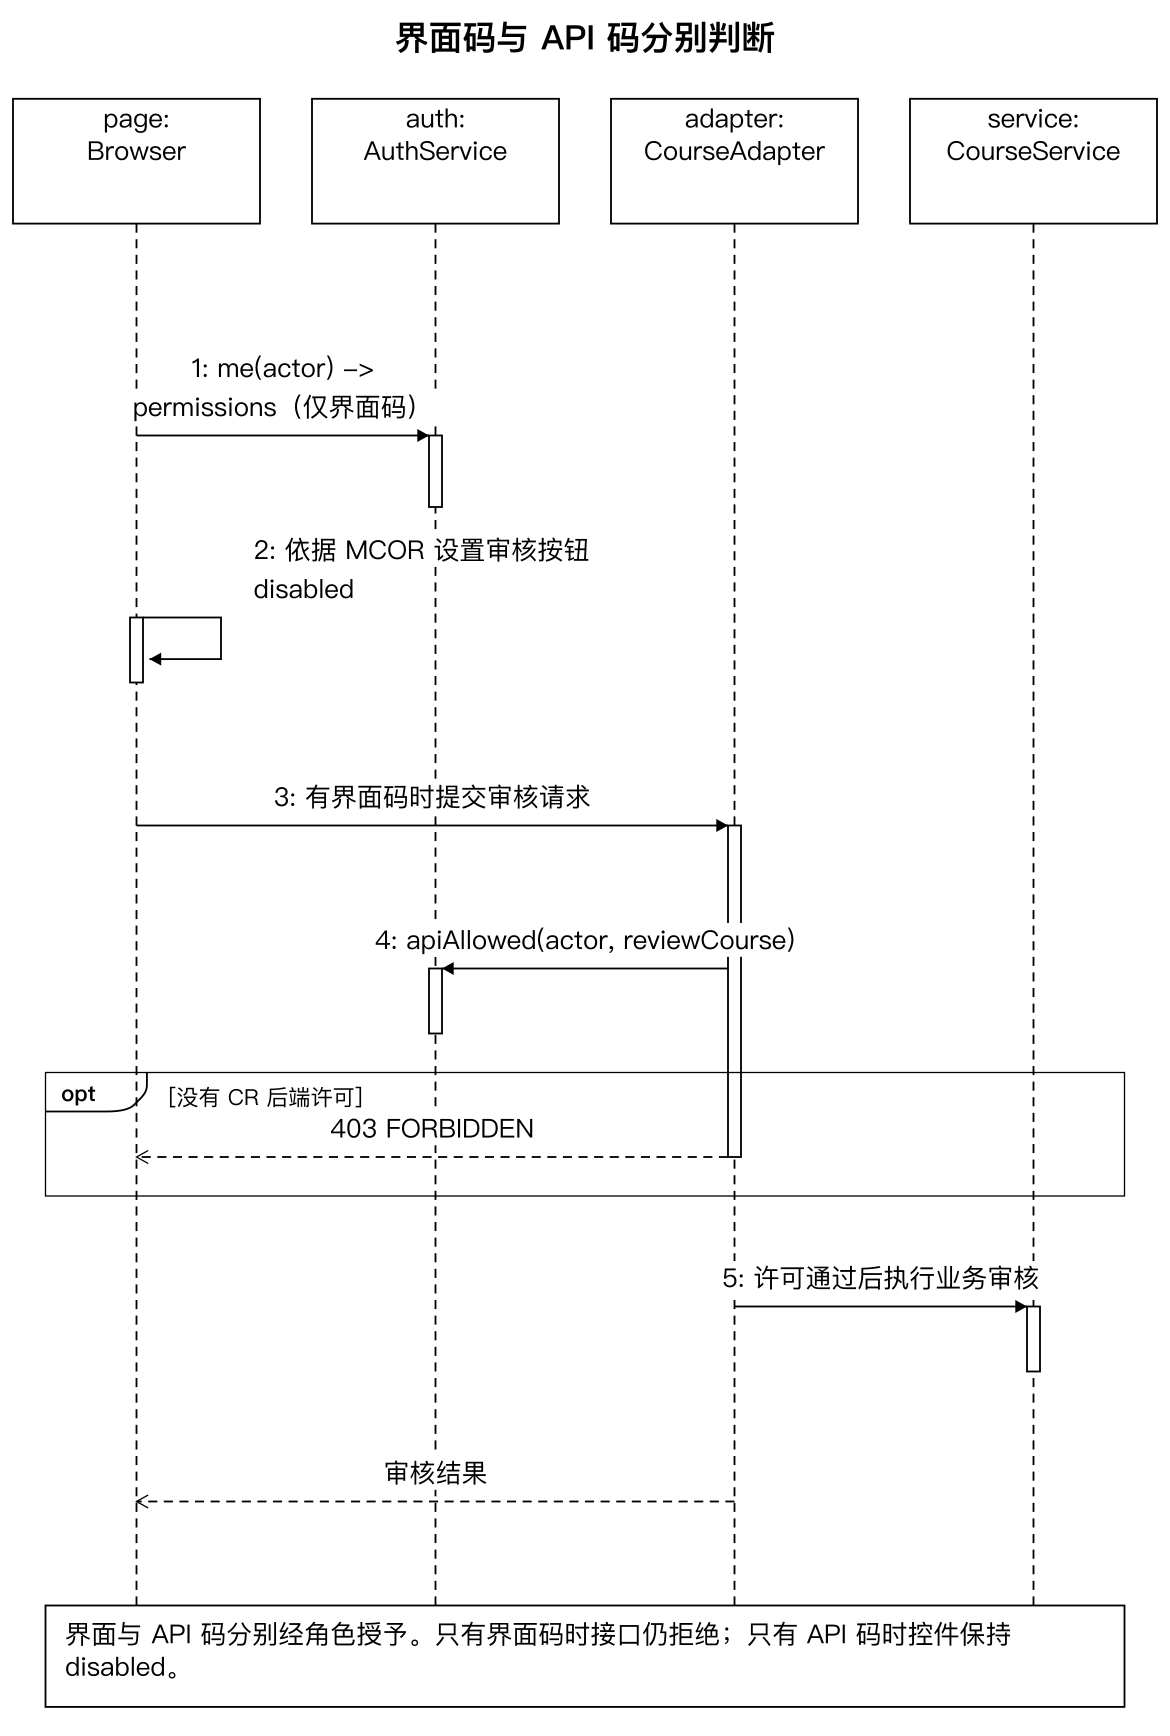 界面码与 API 码分别判断
page:
Browser
auth:
AuthService
adapter:
CourseAdapter
service:
CourseService
1: me(actor) –>
permissions（仅界面码）
2: 依据 MCOR 设置审核按钮
disabled
3: 有界面码时提交审核请求
4: apiAllowed(actor, reviewCourse)
opt
[没有 CR 后端许可]
403 FORBIDDEN
5: 许可通过后执行业务审核
审核结果
界面与 API 码分别经角色授予。只有界面码时接口仍拒绝；只有 API 码时控件保持
disabled。